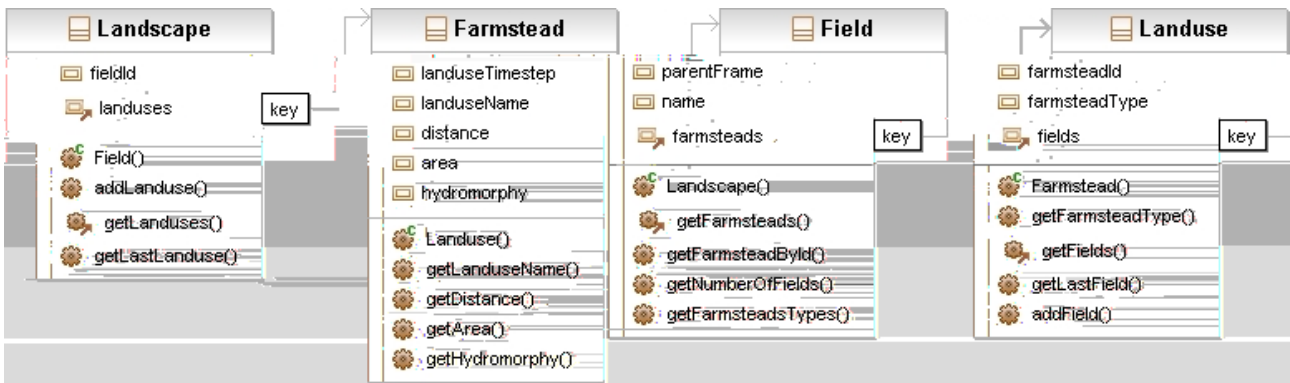 Landscape
fieldId
landuses
key
Field()
addLanduse()
getLanduses()
getLastLanduse()
Farmstead
landuseTimestep
landuseName
distance
area
hydromorphy
Landuse()
getLanduseName()
getDistance()
getArea()
getHydromorphy()
Field
parentFrame
name
farmsteads
key
Landscape()
getFarmsteads()
getFarmsteadById()
getNumberOfFields()
getFarmsteadsTypes()
Landuse
farmsteadId
farmsteadType
fields
key
Farmstead()
getFarmsteadType()
getFields()
getLastField()
addField()